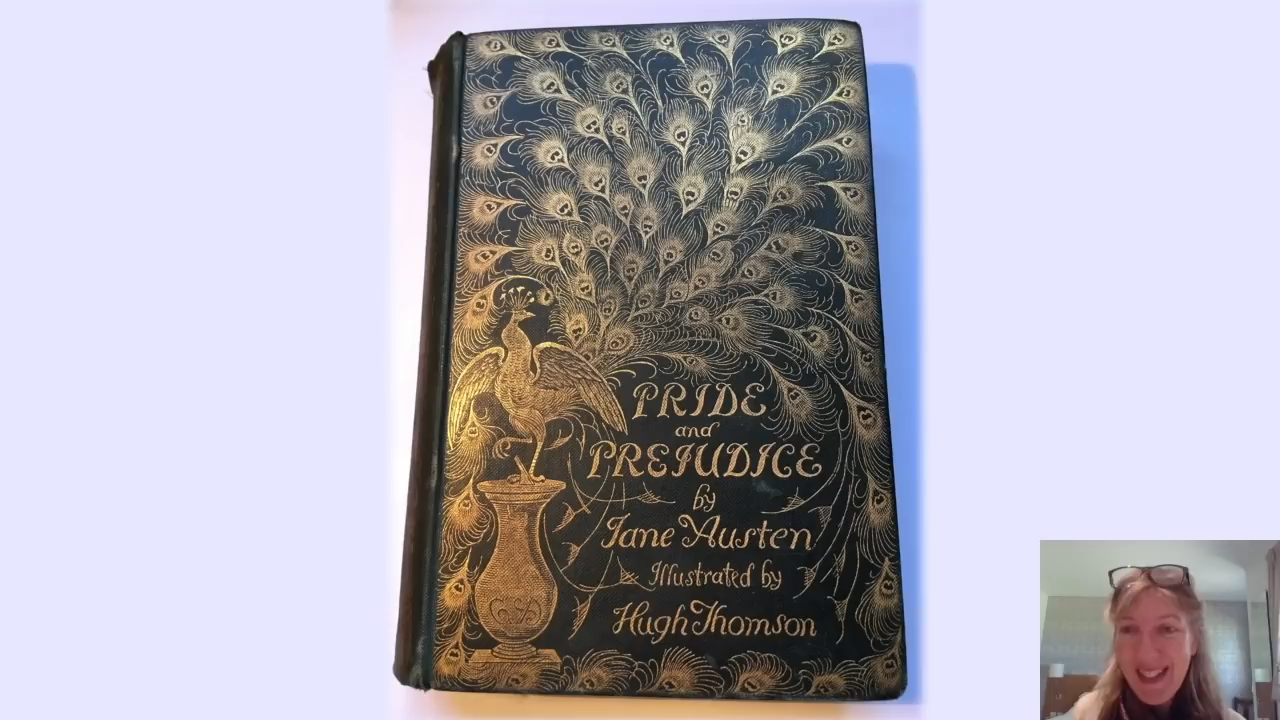 PRIDE
and
PREJUDICE
by
Jane Austen
Illustrated by
Hugh Thomson